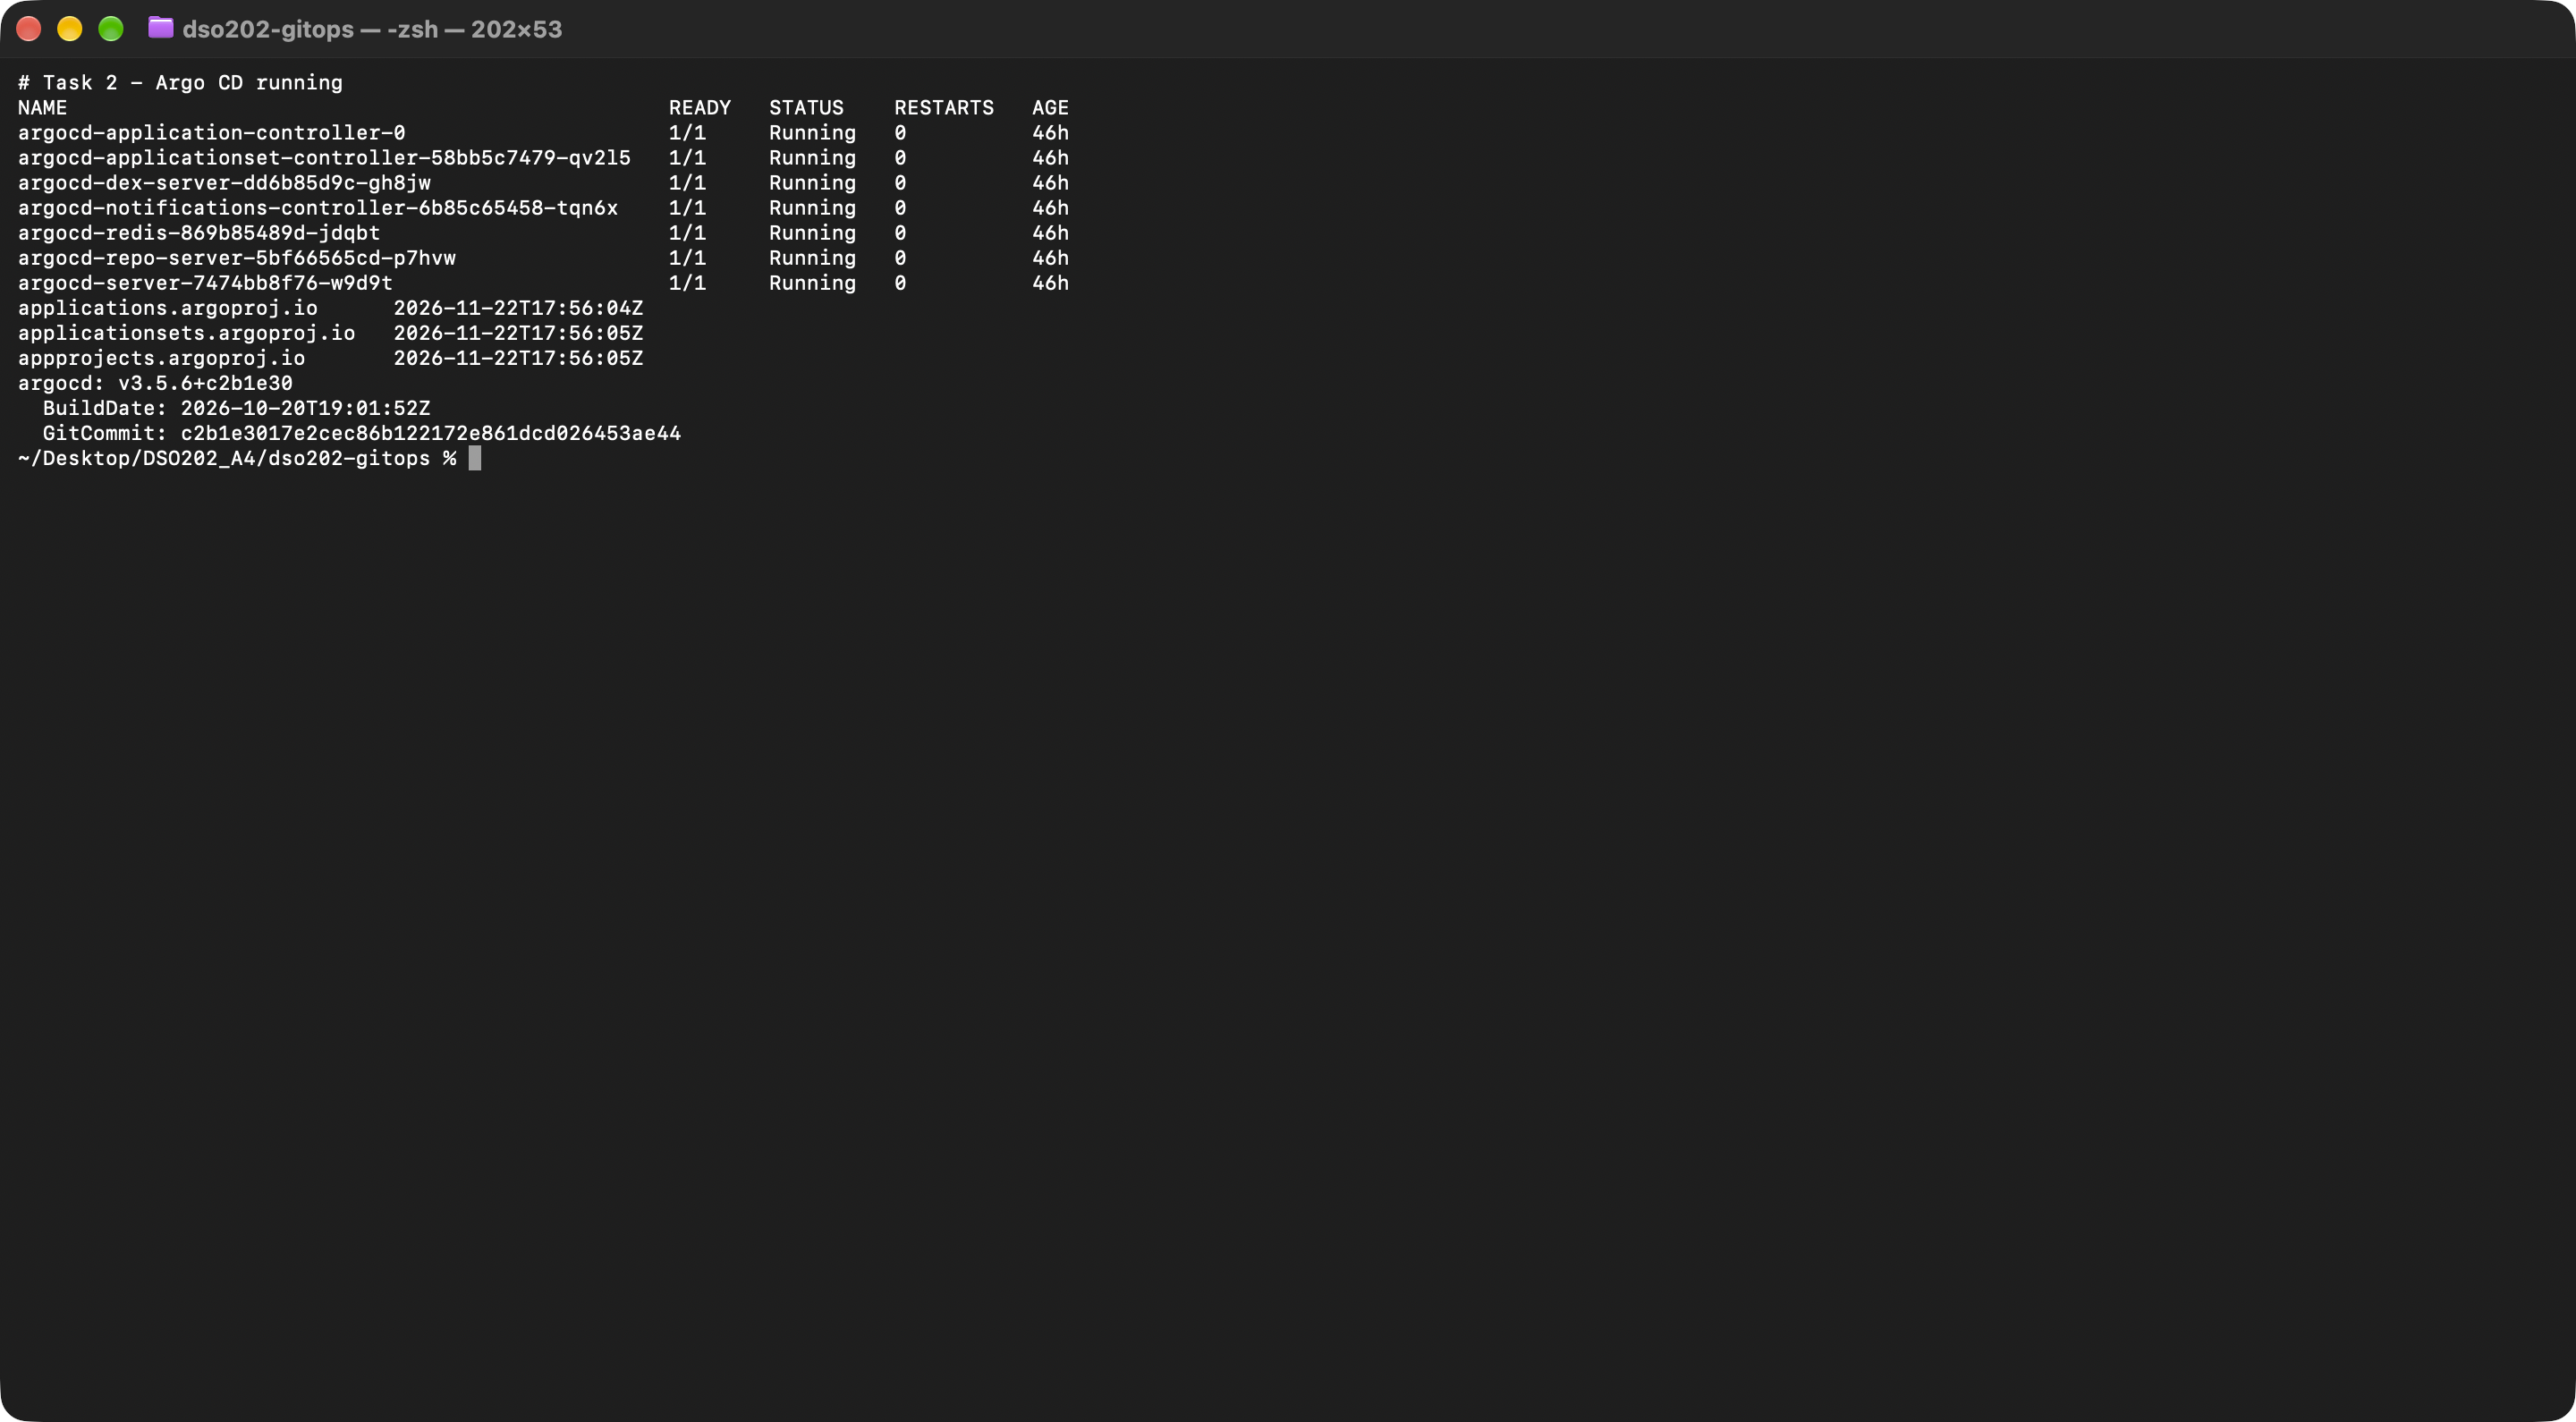 dso202-gitops — -zsh — 202×53
# Task 2 — Argo CD running
NAME READY STATUS RESTARTS AGE
argocd-application-controller-0 1/1 Running 0 46h
argocd-applicationset-controller-58bb5c7479-qv2l5 1/1 Running 0 46h
argocd-dex-server-dd6b85d9c-gh8jw 1/1 Running 0 46h
argocd-notifications-controller-6b85c65458-tqn6x 1/1 Running 0 46h
argocd-redis-869b85489d-jdqbt 1/1 Running 0 46h
argocd-repo-server-5bf66565cd-p7hvw 1/1 Running 0 46h
argocd-server-7474bb8f76-w9d9t 1/1 Running 0 46h
applications.argoproj.io 2026-11-22T17:56:04Z
applicationsets.argoproj.io 2026-11-22T17:56:05Z
appprojects.argoproj.io 2026-11-22T17:56:05Z
argocd: v3.5.6+c2b1e30
BuildDate: 2026-10-20T19:01:52Z
GitCommit: c2b1e3017e2cec86b122172e861dcd026453ae44
~/Desktop/DSO202_A4/dso202-gitops %